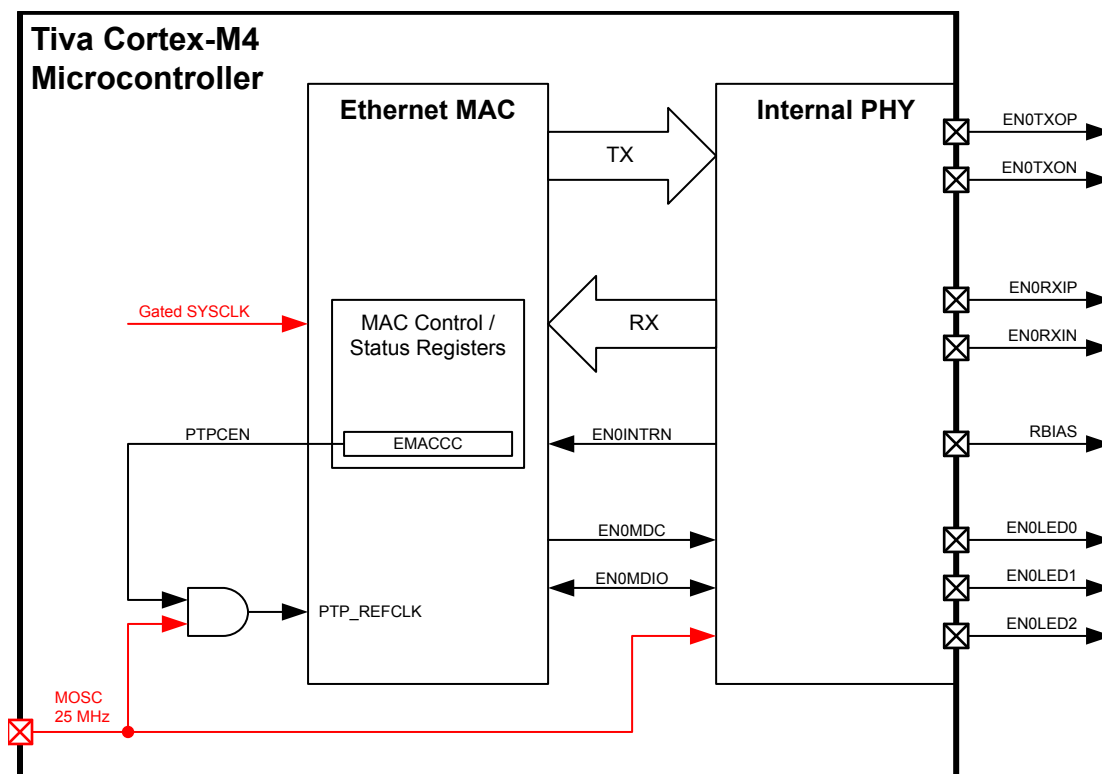 Tiva Cortex-M4
Microcontroller
Ethernet MAC
Internal PHY
EN0TXOP
TX
EN0TXON
EN0RXIP
Gated SYSCLK
MAC Control /
Status Registers
RX
EN0RXIN
PTPCEN
EMACCC
EN0INTRN
RBIAS
EN0MDC
EN0LED0
EN0MDIO
EN0LED1
PTP_REFCLK
EN0LED2
MOSC
25 MHz